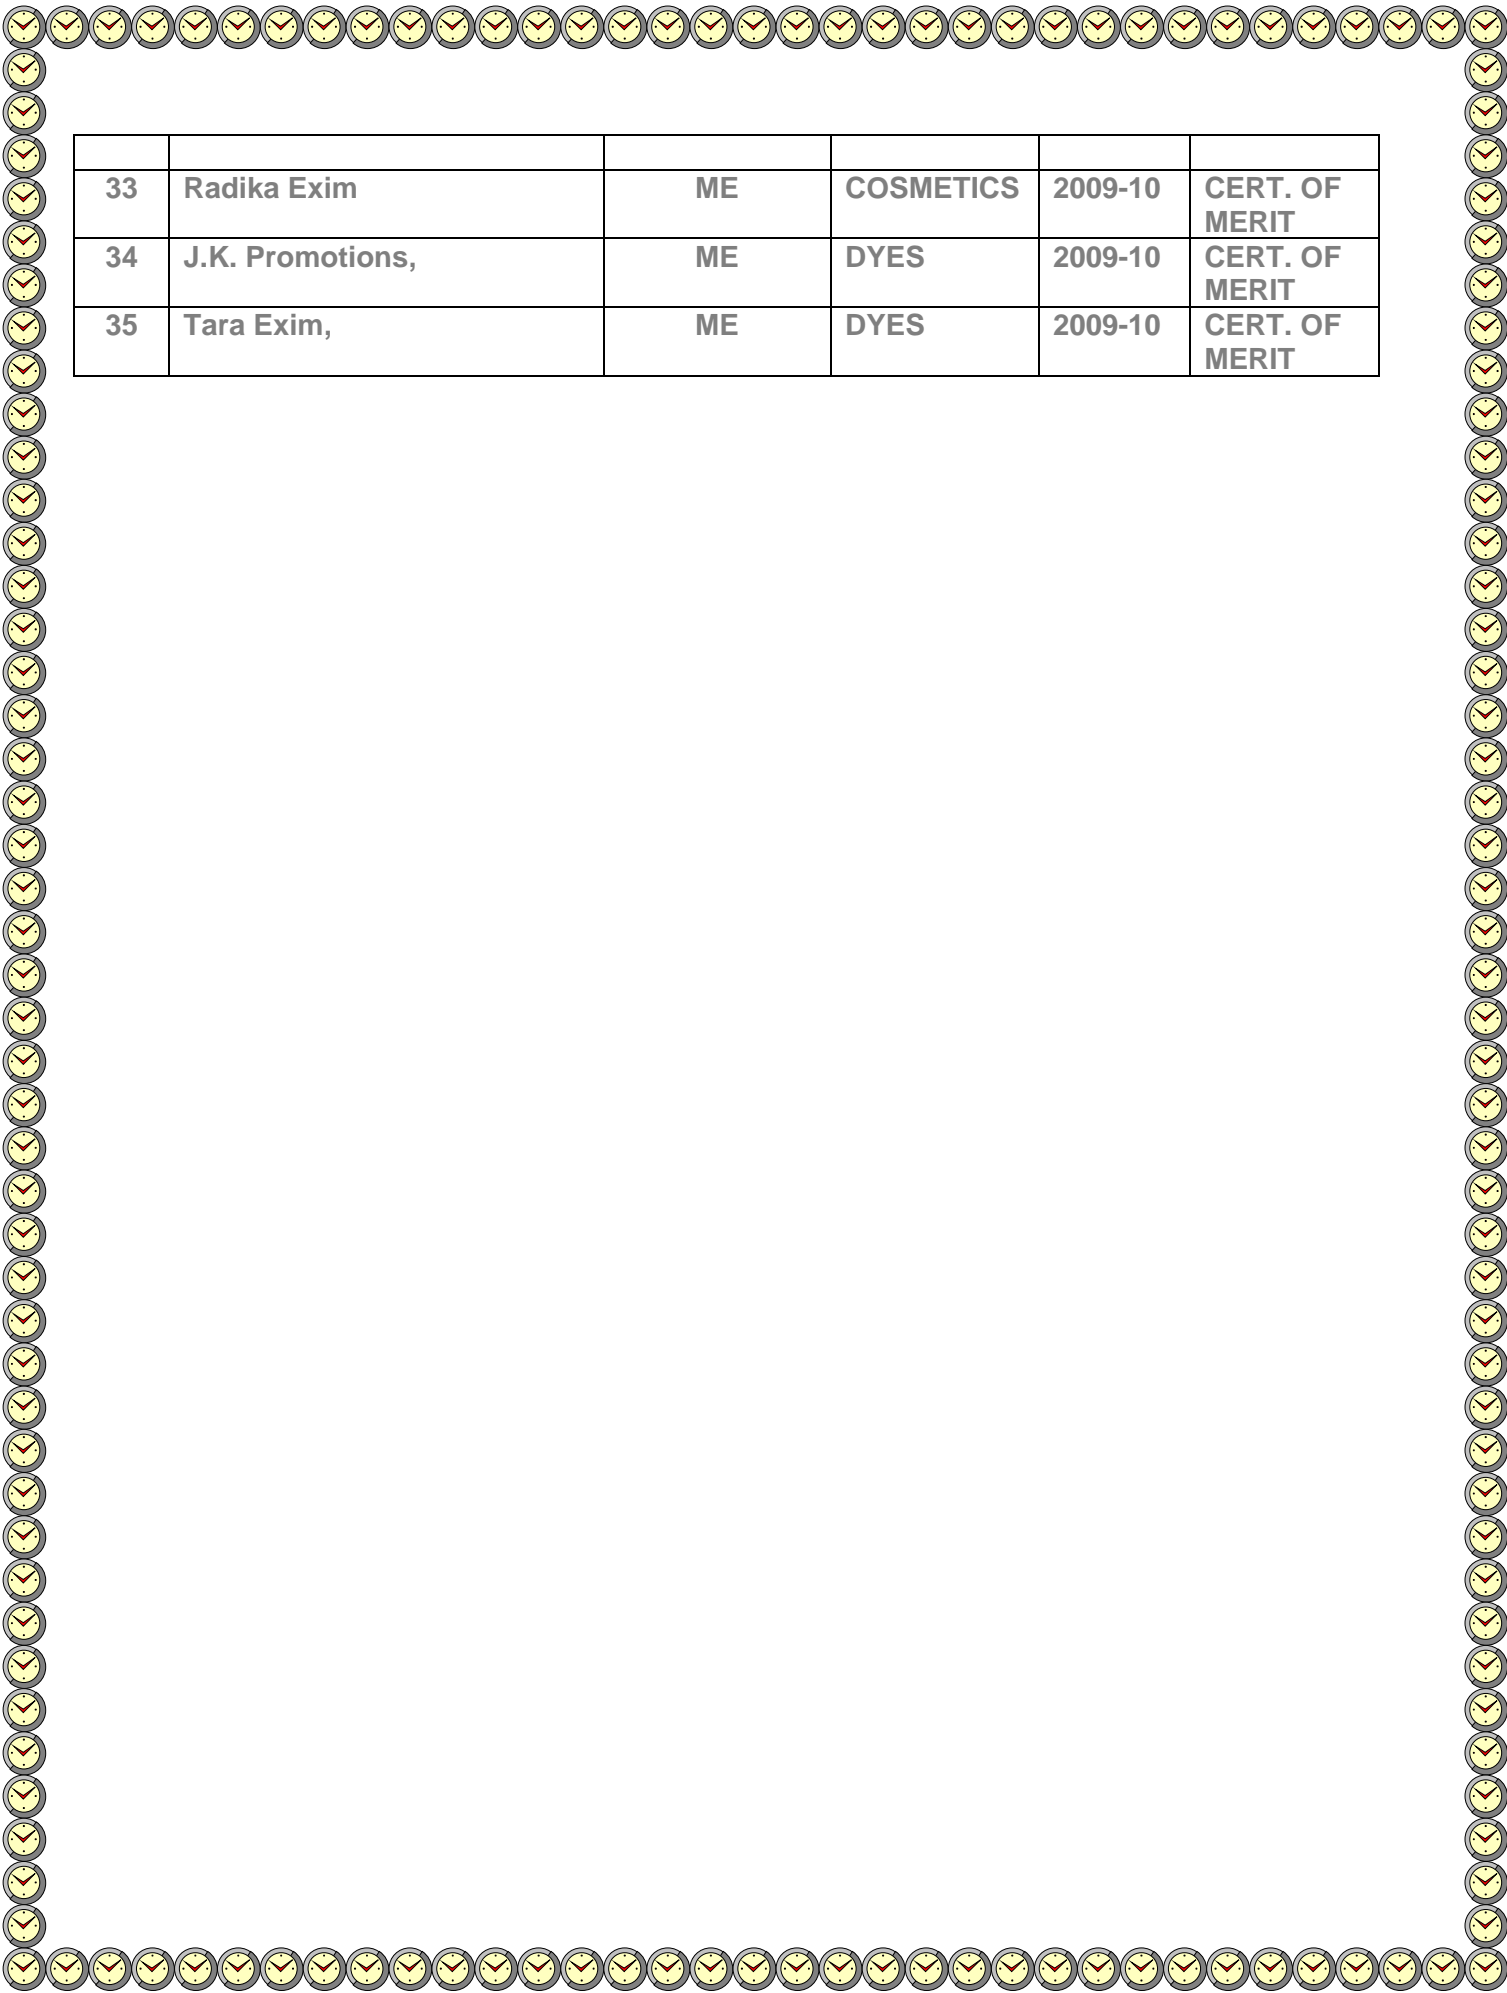 33 Radika Exim ME COSMETICS 2009-10 CERT. OF
MERIT
34 J.K. Promotions, ME DYES 2009-10 CERT. OF
MERIT
35 Tara Exim, ME DYES 2009-10 CERT. OF
MERIT